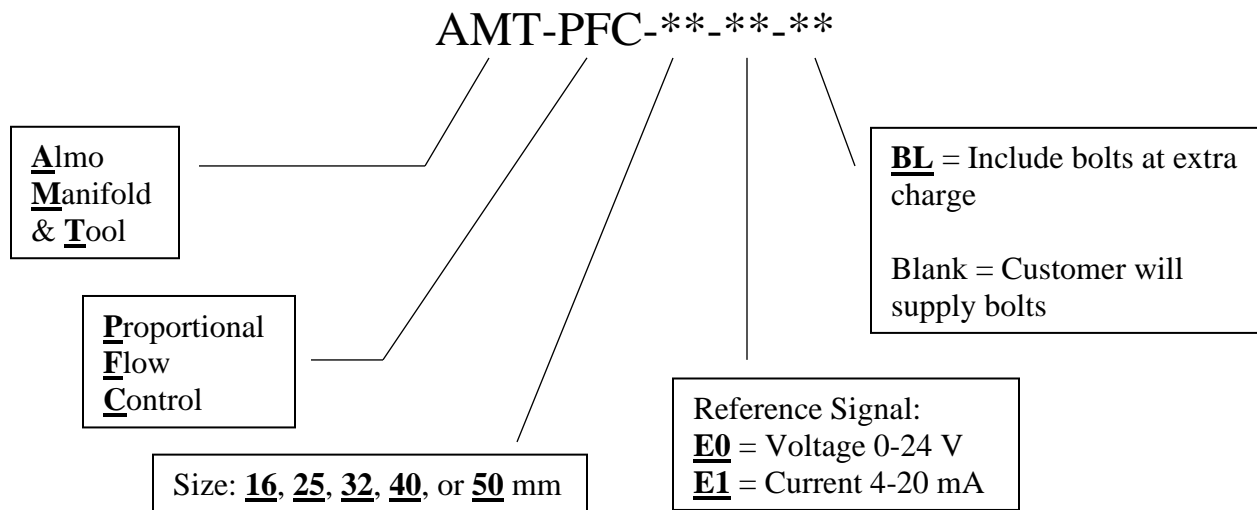 AMT-PFC-**-**-**
Almo
Manifold
& Tool
BL = Include bolts at extra
charge
Blank = Customer will
supply bolts
Proportional
Flow
Control
Reference Signal:
E0 = Voltage 0-24 V
E1 = Current 4-20 mA
Size: 16, 25, 32, 40, or 50 mm